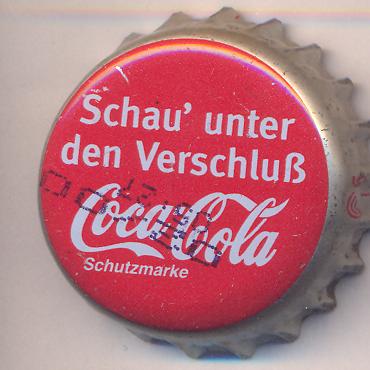 Schau' unter
den Verschluß
Coca-Cola
Schutzmarke